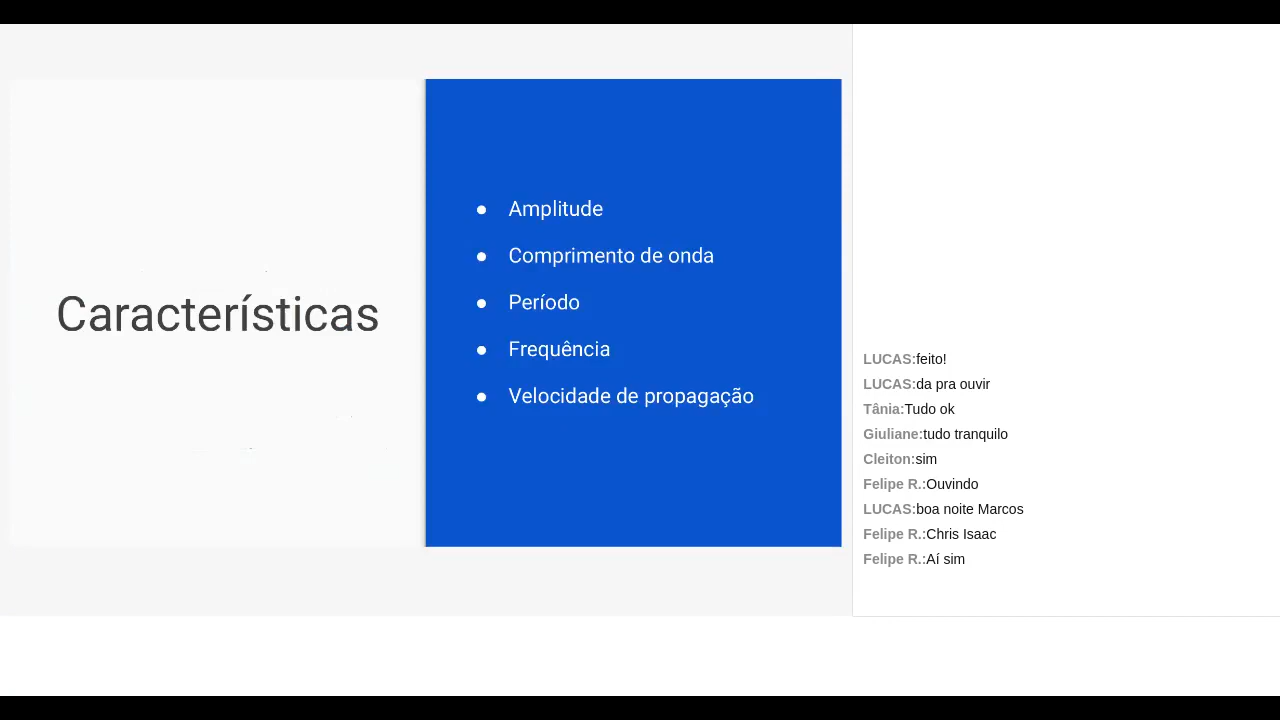 Características
Amplitude
Comprimento de onda
Período
Frequência
Velocidade de propagação
LUCAS:feito!
LUCAS:da pra ouvir
Tânia:Tudo ok
Giuliane:tudo tranquilo
Cleiton:sim
Felipe R.:Ouvindo
LUCAS:boa noite Marcos
Felipe R.:Chris Isaac
Felipe R.:Aí sim